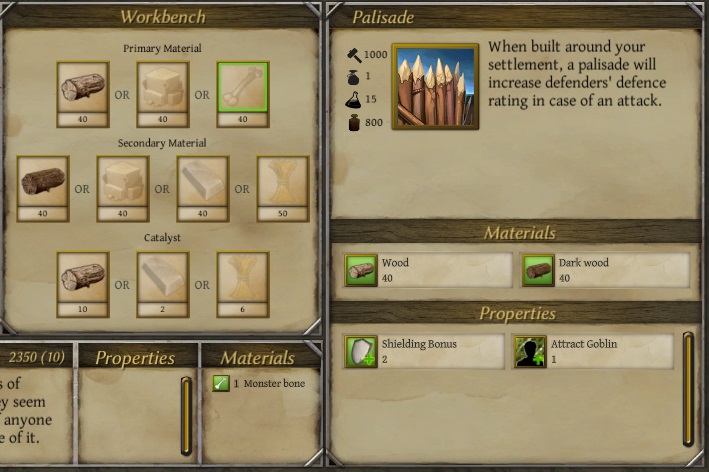 Workbench
Primary Material
OR
OR
40
40
40
Secondary Material
OR
OR
OR
40
40
40
50
Catalyst
OR
OR
10
2
6
2350 (10)
s of
ey seem
anyone
e of it.
Properties
Materials
1 Monster bone
Palisade
1000
1
15
800
When built around your
settlement, a palisade will
increase defenders' defence
rating in case of an attack.
Materials
Wood
40
Dark wood
40
Properties
Shielding Bonus
2
Attract Goblin
1